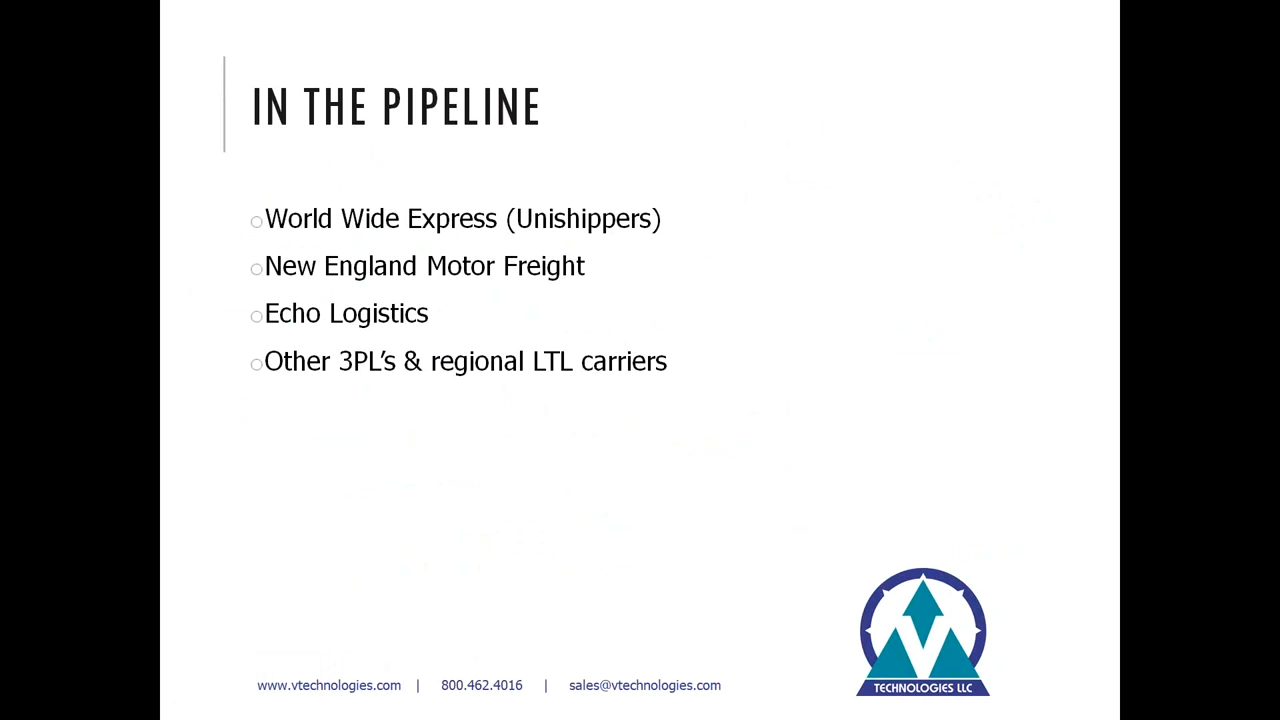 IN THE PIPELINE
World Wide Express (Unishippers)
New England Motor Freight
Echo Logistics
Other 3PL’s & regional LTL carriers
www.vtechnologies.com | 800.462.4016 | sales@vtechnologies.com
V
TECHNOLOGIES LLC